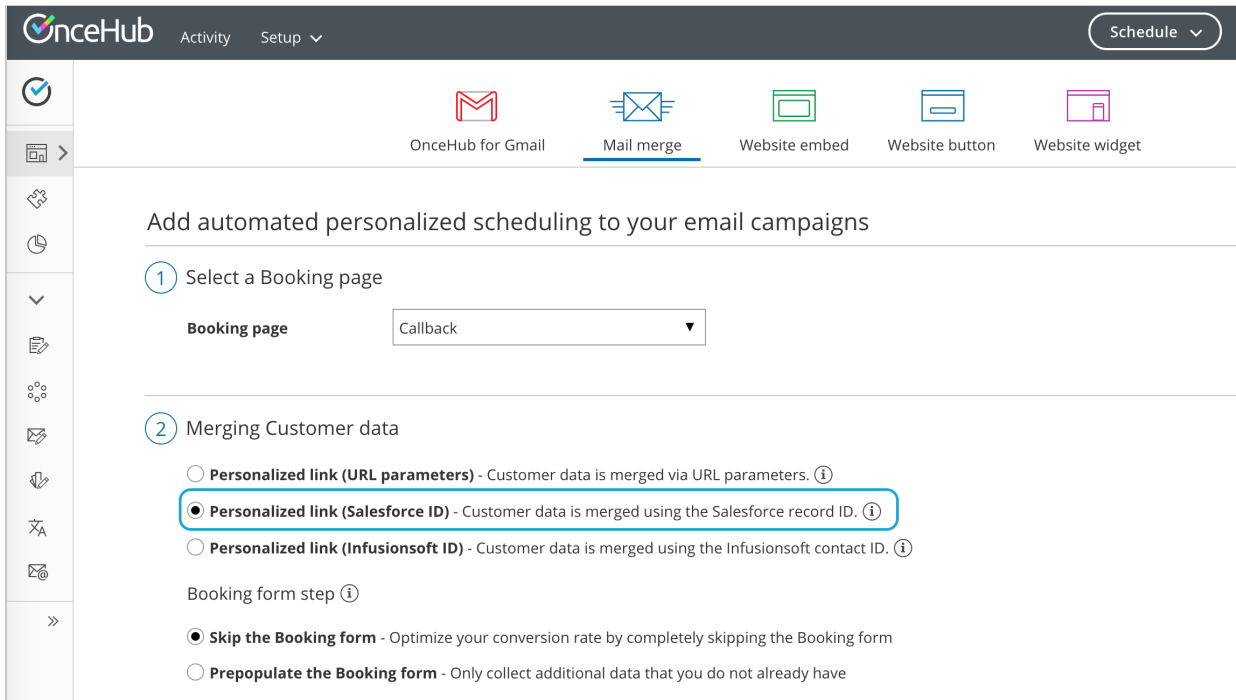 OnceHub Activity Setup Schedule
OnceHub for Gmail Mail merge Website embed Website button Website widget
Add automated personalized scheduling to your email campaigns
1 Select a Booking page
Booking page Callback
2 Merging Customer data
Personalized link (URL parameters) - Customer data is merged via URL parameters. i
Personalized link (Salesforce ID) - Customer data is merged using the Salesforce record ID. i
Personalized link (Infusionsoft ID) - Customer data is merged using the Infusionsoft contact ID. i
Booking form step i
Skip the Booking form - Optimize your conversion rate by completely skipping the Booking form
Prepopulate the Booking form - Only collect additional data that you do not already have